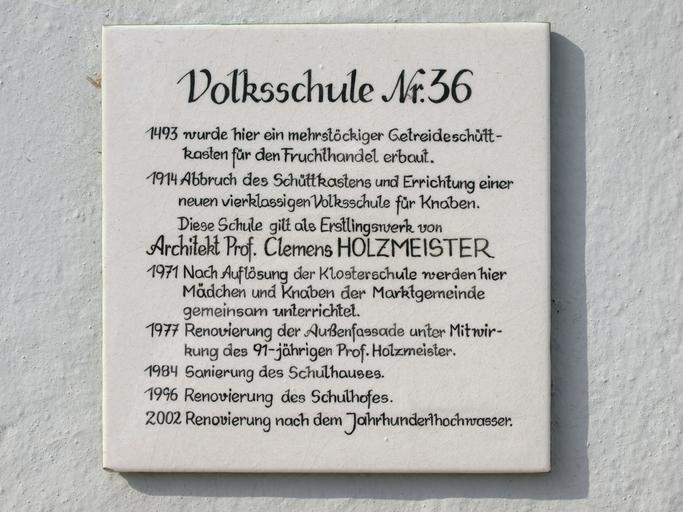 Volksschule Nr. 36
1493 wurde hier ein mehrstöckiger Getreideschütt-
kasten für den Fruchthandel erbaut.
1914 Abbruch des Schüttkastens und Errichtung einer
neuen vierklassigen Volksschule für Knaben.
Diese Schule gilt als Erstlingswerk von
Architekt Prof. Clemens HOLZMEISTER
1971 Nach Auflösung der Klosterschule werden hier
Mädchen und Knaben der Marktgemeinde
gemeinsam unterrichtet.
1977 Renovierung der Außenfassade unter Mitwir-
kung des 91-jährigen Prof. Holzmeister.
1984 Sanierung des Schulhauses.
1996 Renovierung des Schulhofes.
2002 Renovierung nach dem Jahrhunderthochwasser.